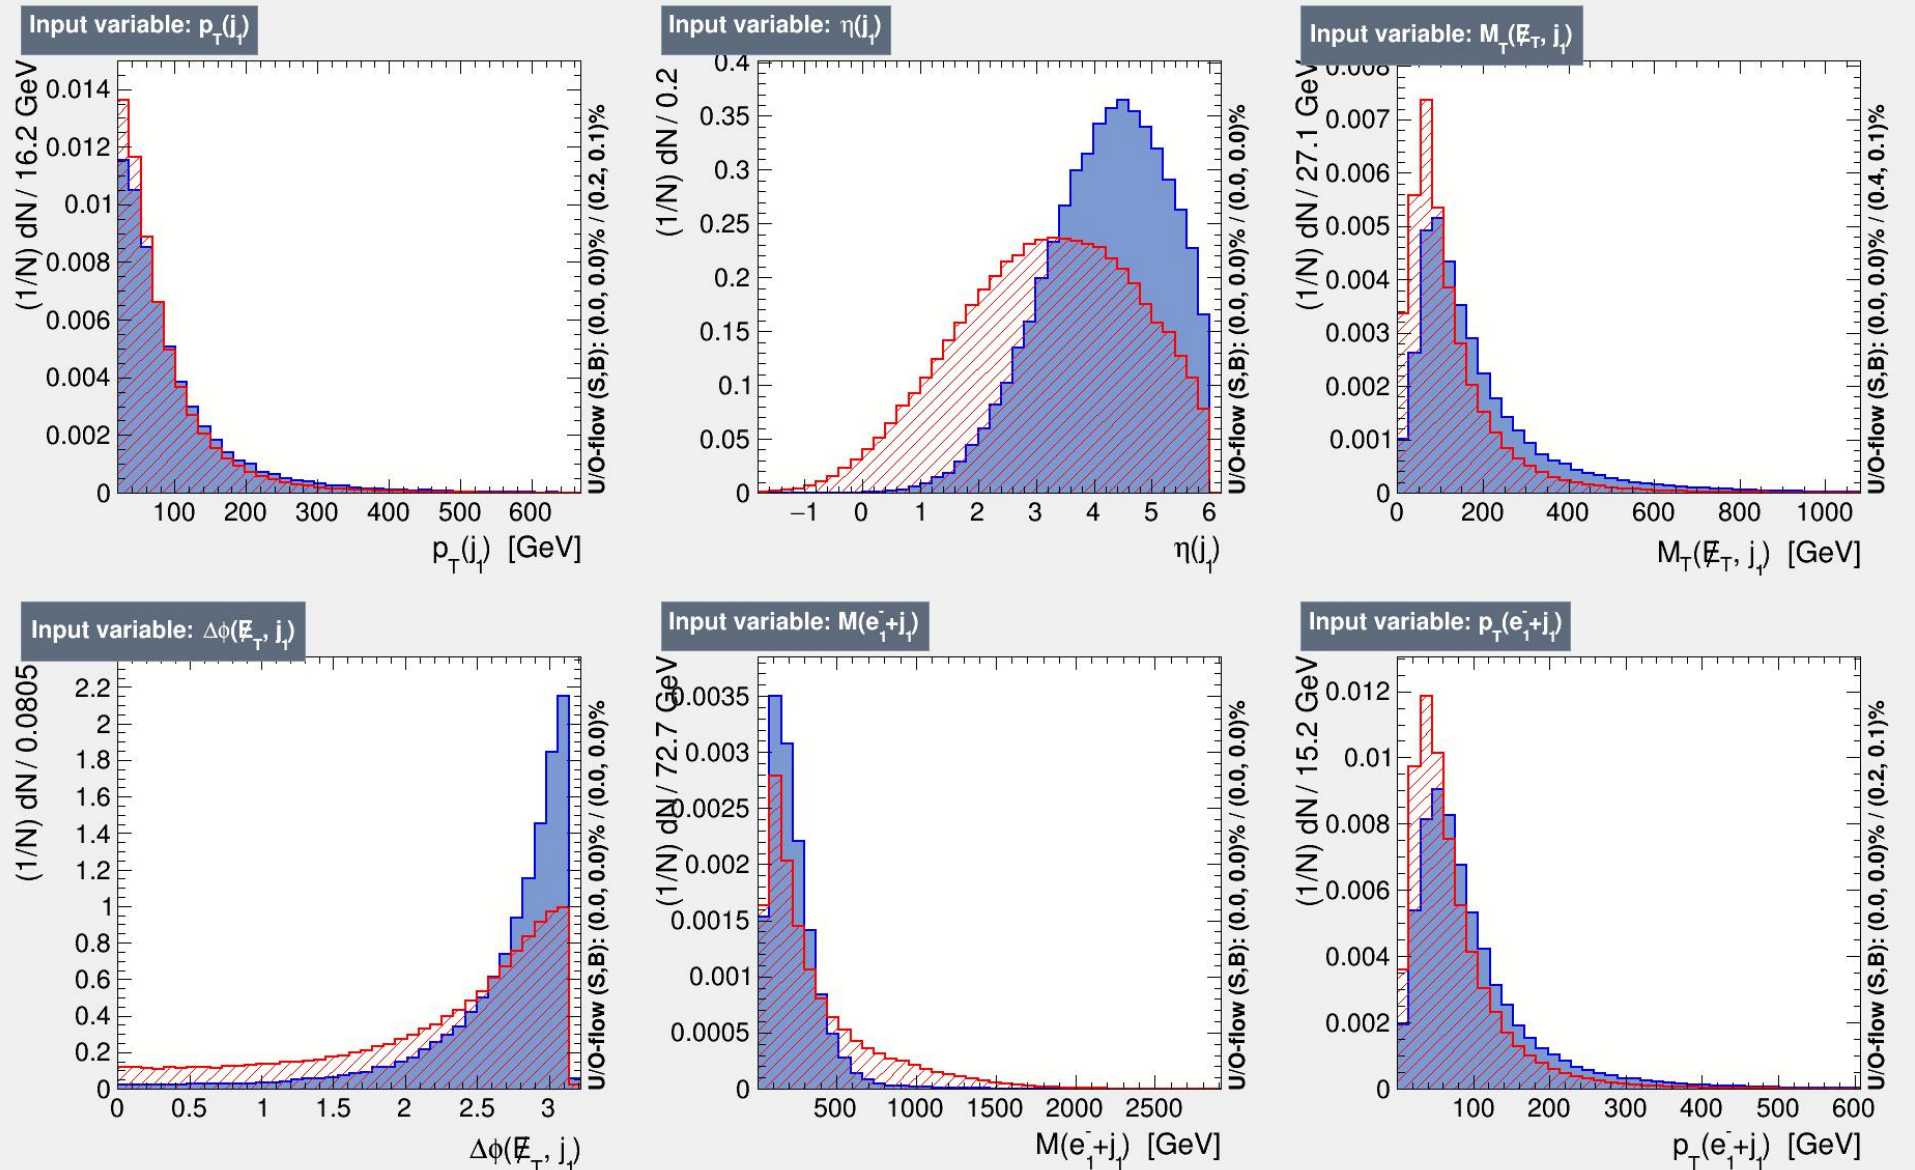 Input variable: p_T(j_1)
(1/N) dN / 16.2 GeV
0.014
0.012
0.01
0.008
0.006
0.004
0.002
0
100 200 300 400 500 600
p_T(j_1) [GeV]
U/O-flow (S,B): (0.0, 0.0)% / (0.2, 0.1)%
Input variable: η(j_1)
(1/N) dN / 0.2
0.4
0.35
0.3
0.25
0.2
0.15
0.1
0.05
0
−1 0 1 2 3 4 5 6
η(j_1)
U/O-flow (S,B): (0.0, 0.0)% / (0.0, 0.0)%
Input variable: M_T(E̸_T, j_1)
(1/N) dN / 27.1 GeV
0.008
0.007
0.006
0.005
0.004
0.003
0.002
0.001
0
0 200 400 600 800 1000
M_T(E̸_T, j_1) [GeV]
U/O-flow (S,B): (0.0, 0.0)% / (0.4, 0.1)%
Input variable: Δϕ(E̸_T, j_1)
(1/N) dN / 0.0805
2.2
2
1.8
1.6
1.4
1.2
1
0.8
0.6
0.4
0.2
0
0 0.5 1 1.5 2 2.5 3
Δϕ(E̸_T, j_1)
U/O-flow (S,B): (0.0, 0.0)% / (0.0, 0.0)%
Input variable: M(e^-_1+j_1)
(1/N) dN / 72.7 GeV
0.0035
0.003
0.0025
0.002
0.0015
0.001
0.0005
0
500 1000 1500 2000 2500
M(e^-_1+j_1) [GeV]
U/O-flow (S,B): (0.0, 0.0)% / (0.0, 0.0)%
Input variable: p_T(e^-_1+j_1)
(1/N) dN / 15.2 GeV
0.012
0.01
0.008
0.006
0.004
0.002
0
100 200 300 400 500 600
p_T(e^-_1+j_1) [GeV]
U/O-flow (S,B): (0.0, 0.0)% / (0.2, 0.1)%